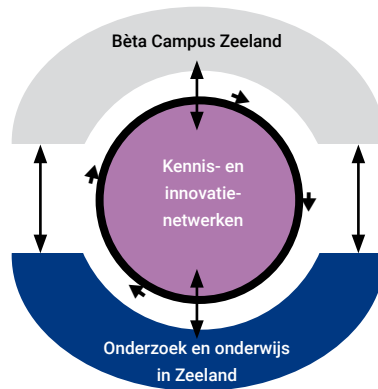 Bèta Campus Zeeland
Kennis- en
innovatie-
netwerken
Onderzoek en onderwijs
in Zeeland